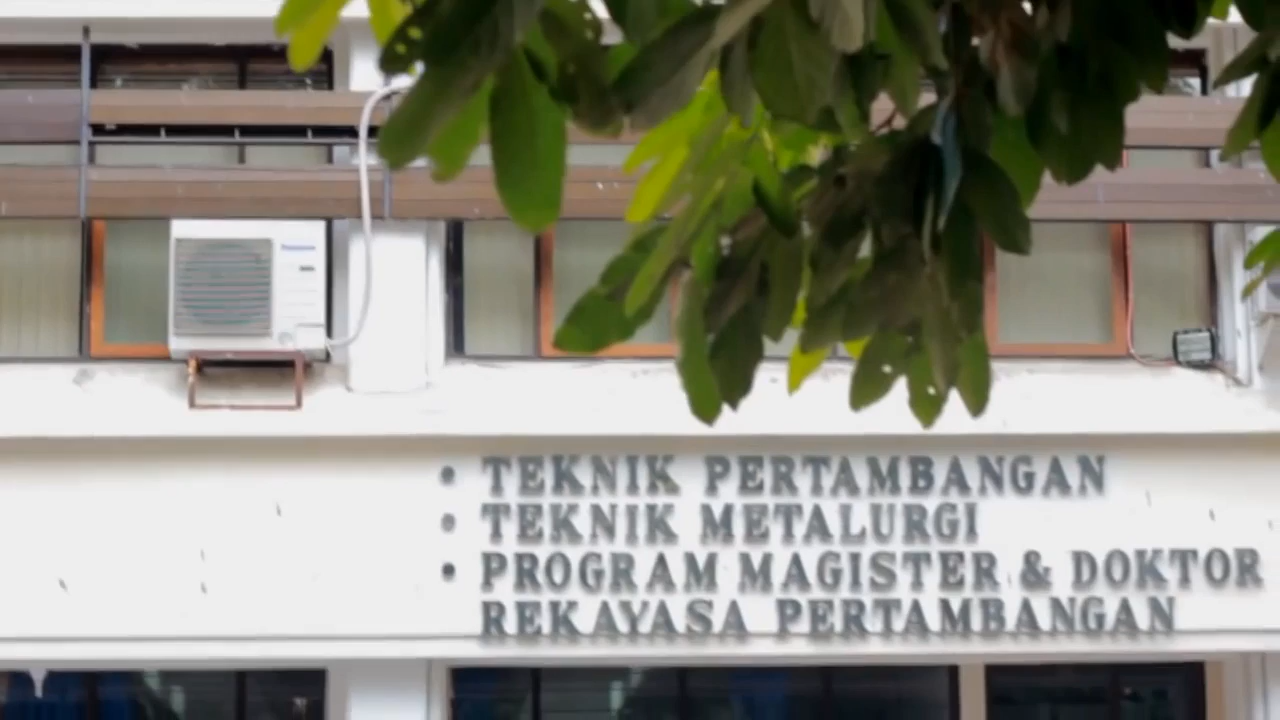 • TEKNIK PERTAMBANGAN
• TEKNIK METALURGI
• PROGRAM MAGISTER & DOKTOR
REKAYASA PERTAMBANGAN